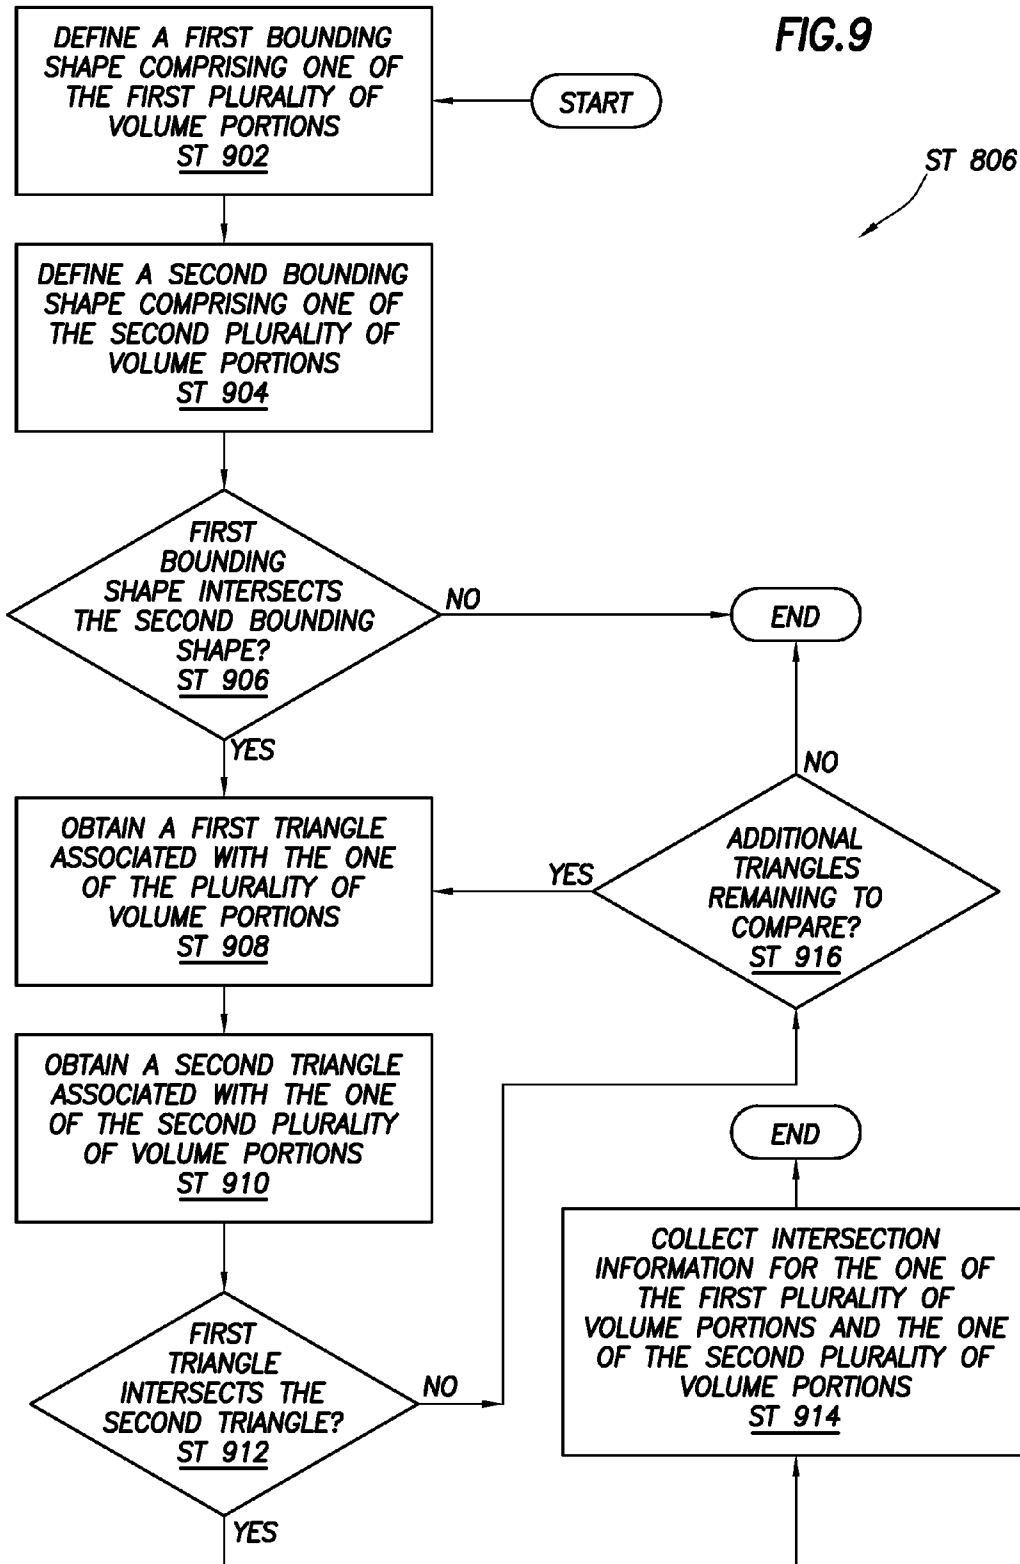 FIG.9
DEFINE A FIRST BOUNDING
SHAPE COMPRISING ONE OF
THE FIRST PLURALITY OF
VOLUME PORTIONS
ST 902
START
ST 806
DEFINE A SECOND BOUNDING
SHAPE COMPRISING ONE OF
THE SECOND PLURALITY OF
VOLUME PORTIONS
ST 904
FIRST
BOUNDING
SHAPE INTERSECTS
THE SECOND BOUNDING
SHAPE?
ST 906
NO
END
YES
NO
OBTAIN A FIRST TRIANGLE
ASSOCIATED WITH THE ONE
OF THE PLURALITY OF
VOLUME PORTIONS
ST 908
YES
ADDITIONAL
TRIANGLES
REMAINING TO
COMPARE?
ST 916
OBTAIN A SECOND TRIANGLE
ASSOCIATED WITH THE ONE
OF THE SECOND PLURALITY
OF VOLUME PORTIONS
ST 910
END
FIRST
TRIANGLE
INTERSECTS THE
SECOND TRIANGLE?
ST 912
NO
YES
COLLECT INTERSECTION
INFORMATION FOR THE ONE OF
THE FIRST PLURALITY OF
VOLUME PORTIONS AND THE ONE
OF THE SECOND PLURALITY OF
VOLUME PORTIONS
ST 914